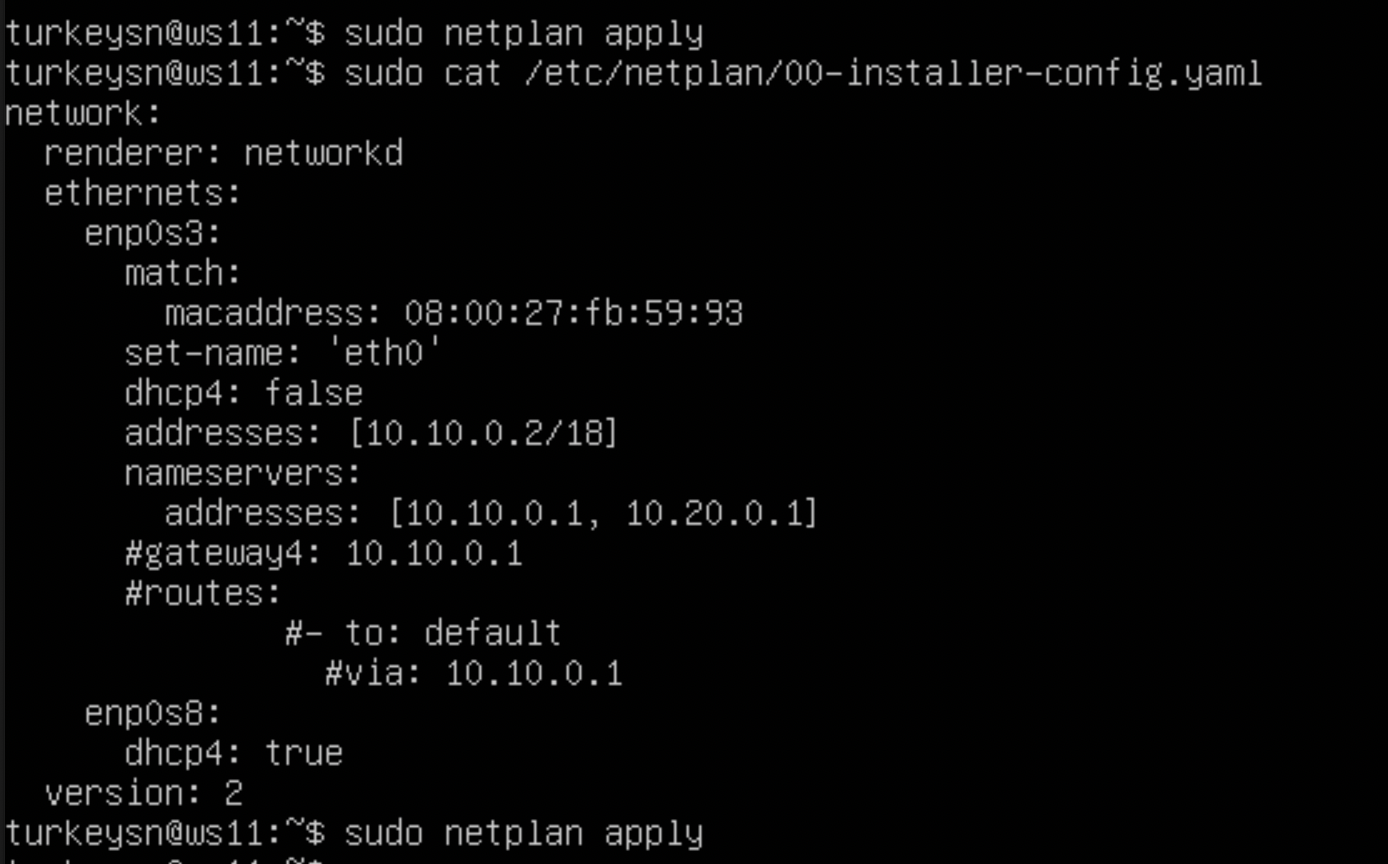 turkeysn@ws11:~$ sudo netplan apply
turkeysn@ws11:~$ sudo cat /etc/netplan/00-installer-config.yaml
network:
  renderer: networkd
  ethernets:
    enp0s3:
      match:
        macaddress: 08:00:27:fb:59:93
      set-name: 'eth0'
      dhcp4: false
      addresses: [10.10.0.2/18]
      nameservers:
        addresses: [10.10.0.1, 10.20.0.1]
      #gateway4: 10.10.0.1
      #routes:
              #- to: default
                #via: 10.10.0.1
    enp0s8:
      dhcp4: true
  version: 2
turkeysn@ws11:~$ sudo netplan apply